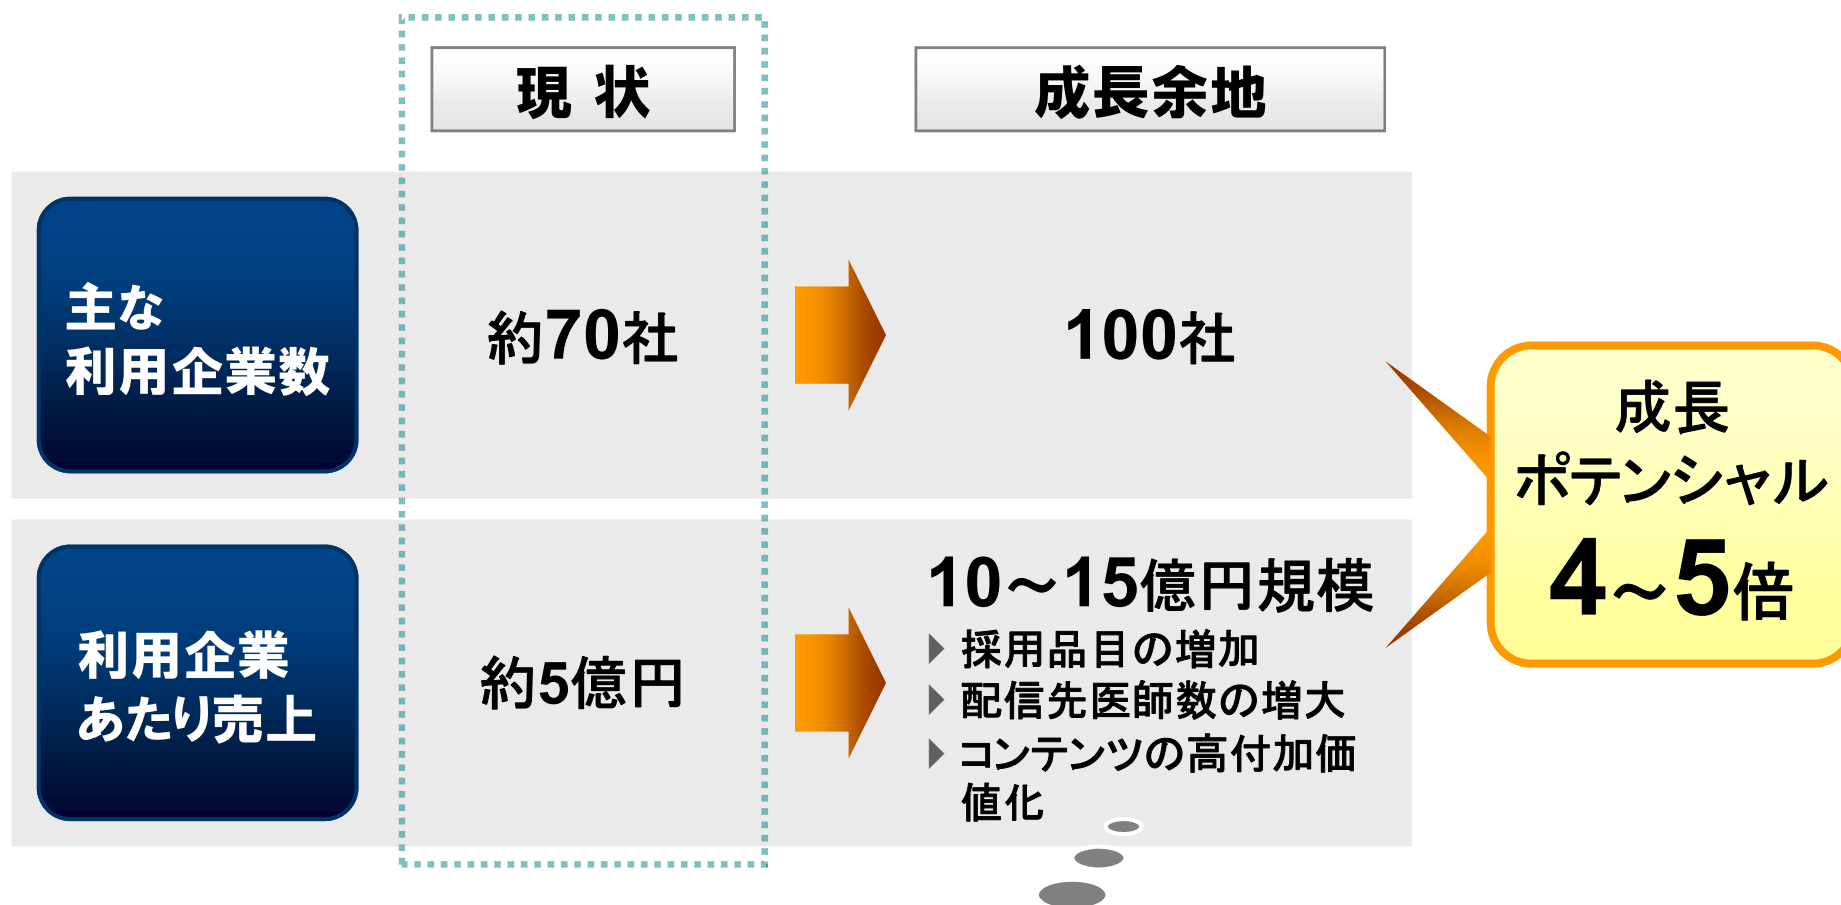 現 状
成長余地
主な
利用企業数
約70社
100社
利用企業
あたり売上
約5億円
10～15億円規模
採用品目の増加
配信先医師数の増大
コンテンツの高付加価
値化
成長
ポテンシャル
4～5倍